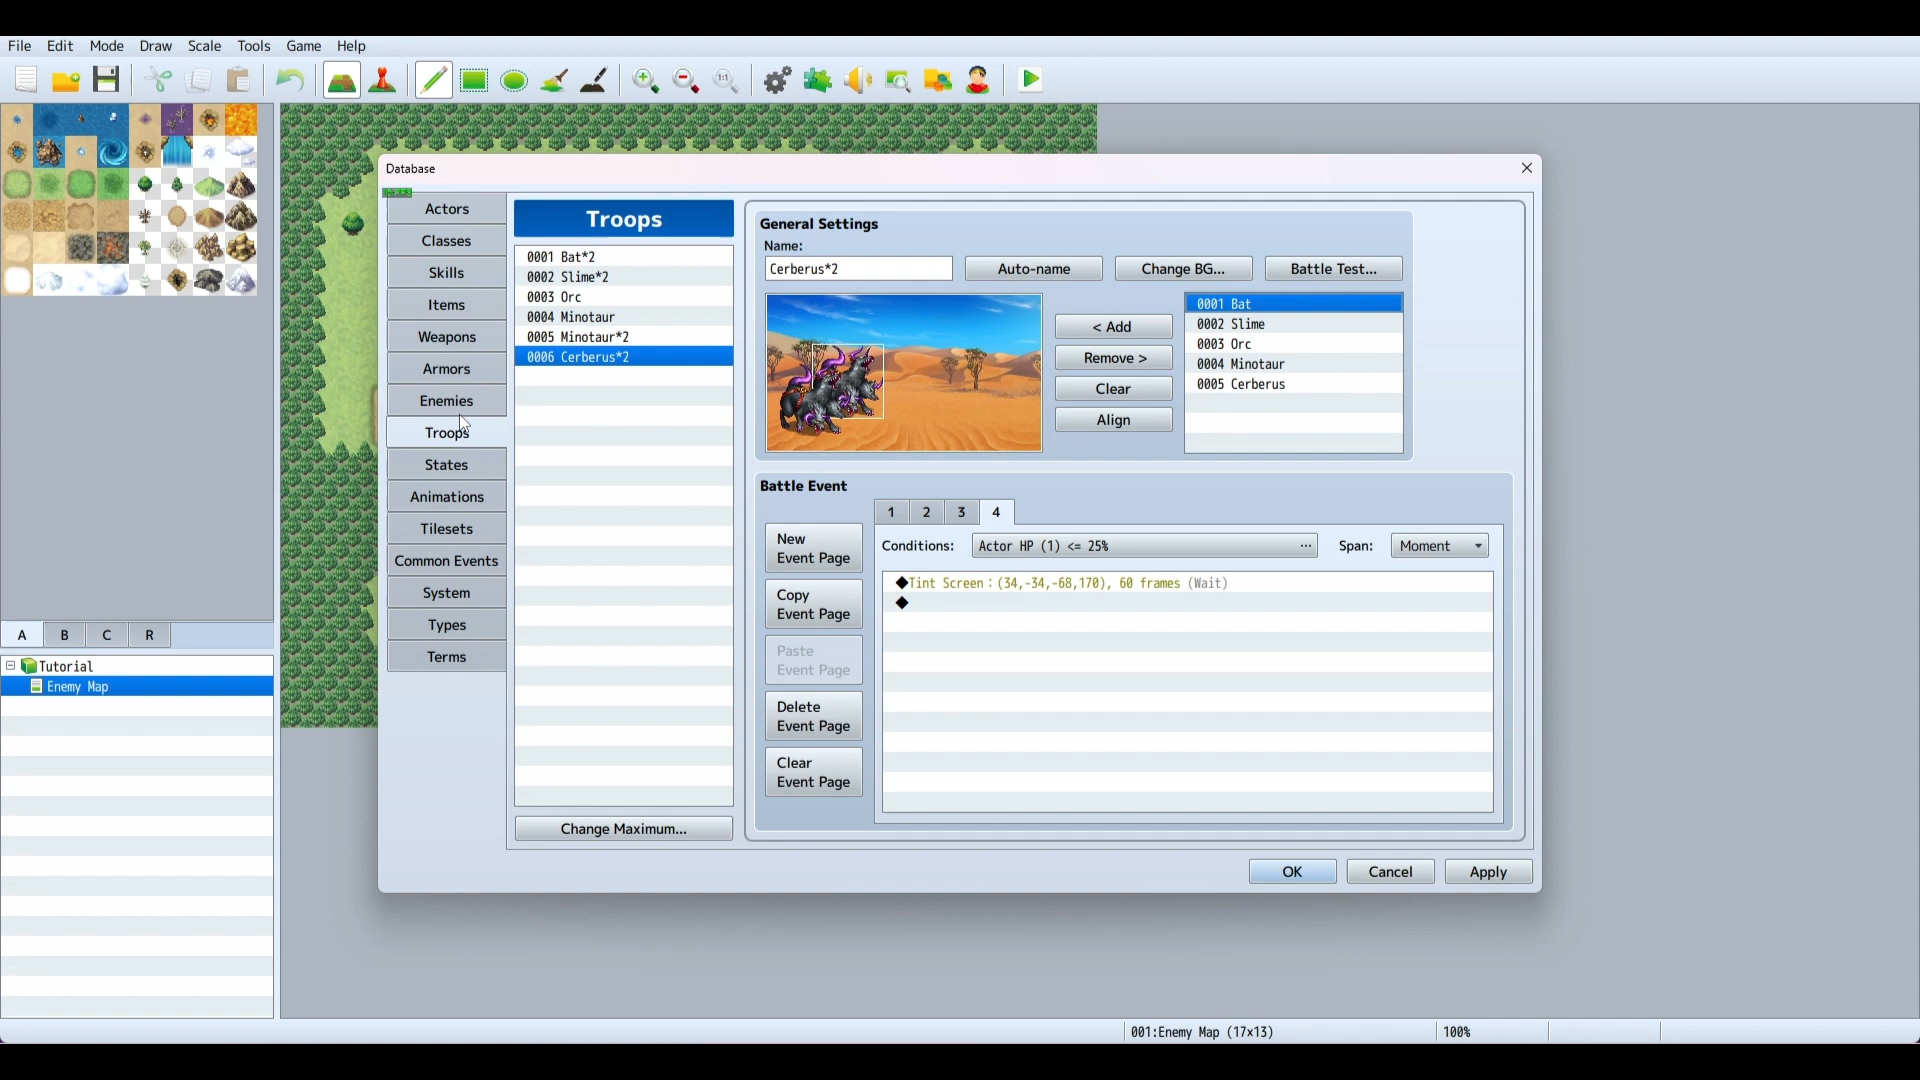 File Edit Mode Draw Scale Tools Game Help
1:1
Database
Actors
Classes
Skills
Items
Weapons
Armors
Enemies
Troops
States
Animations
Tilesets
Common Events
System
Types
Terms
Troops
0001 Bat*2
0002 Slime*2
0003 Orc
0004 Minotaur
0005 Minotaur*2
0006 Cerberus*2
Change Maximum...
General Settings
Name:
Cerberus*2
Auto-name
Change BG...
Battle Test...
< Add
Remove >
Clear
Align
0001 Bat
0002 Slime
0003 Orc
0004 Minotaur
0005 Cerberus
Battle Event
1 2 3 4
New
Event Page
Copy
Event Page
Paste
Event Page
Delete
Event Page
Clear
Event Page
Conditions: Actor HP (1) <= 25% ... Span: Moment
◆Tint Screen : (34,-34,-68,170), 60 frames (Wait)
◆
OK Cancel Apply
A B C R
Tutorial
Enemy Map
001:Enemy Map (17x13) 100%